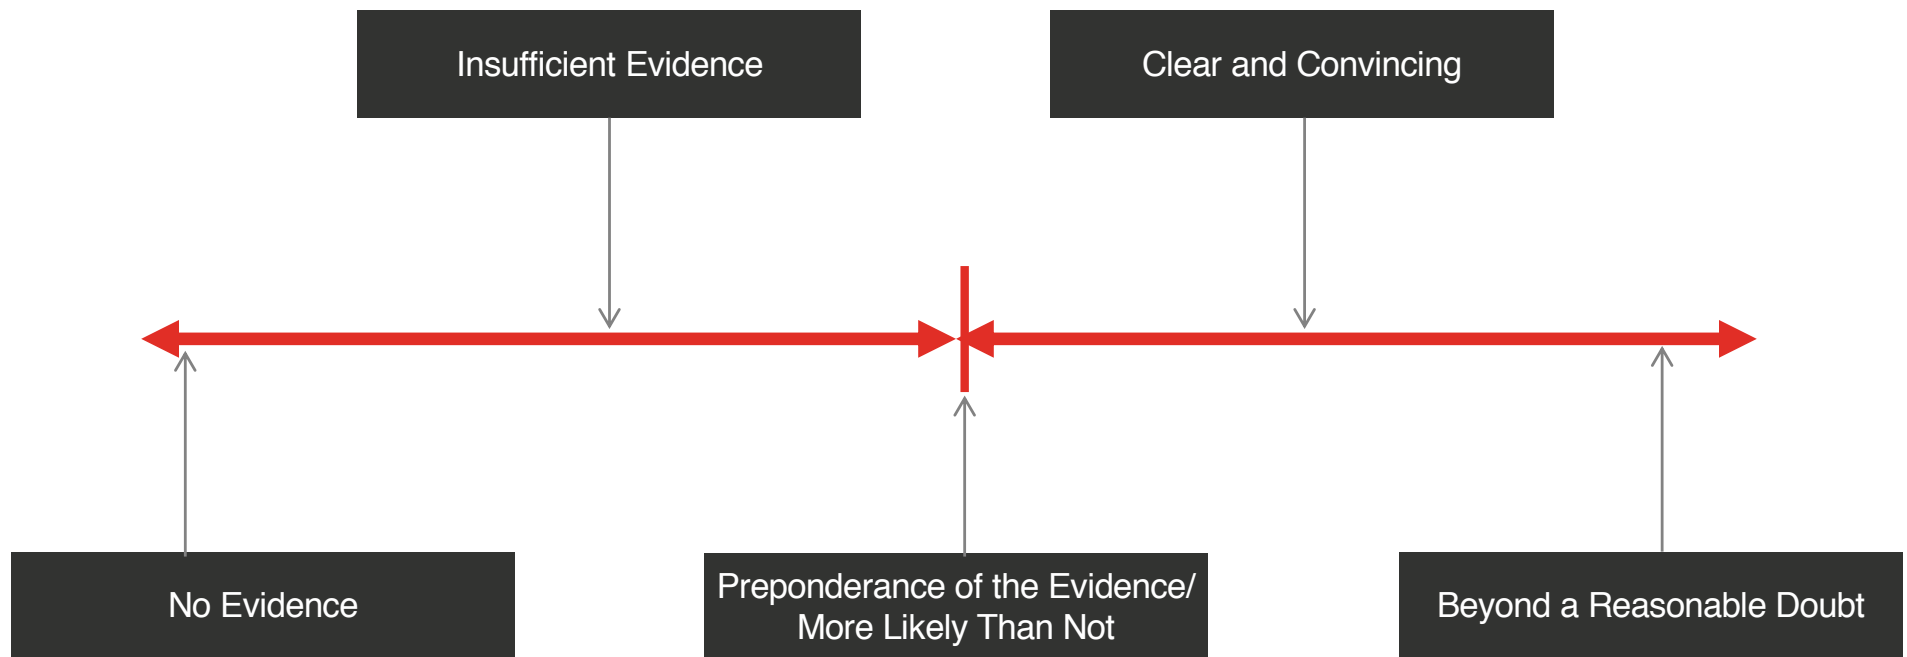 Insufficient Evidence
Clear and Convincing
No Evidence
Preponderance of the Evidence/
More Likely Than Not
Beyond a Reasonable Doubt